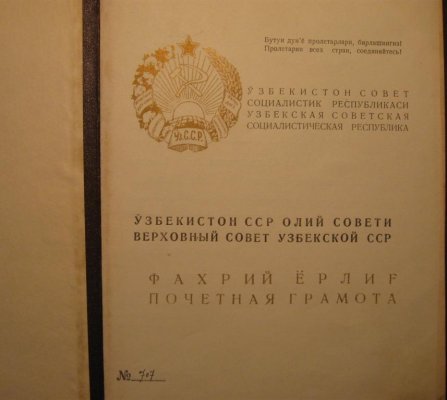 Бутун дунё пролетарлари, бирлашингиз!
Пролетарии всех стран, соединяйтесь!
ЎЗБЕКИСТОН СОВЕТ
СОЦИАЛИСТИК РЕСПУБЛИКАСИ
УЗБЕКСКАЯ СОВЕТСКАЯ
СОЦИАЛИСТИЧЕСКАЯ РЕСПУБЛИКА
Уз.С.С.Р.
ЎЗБЕКИСТОН ССР ОЛИЙ СОВЕТИ
ВЕРХОВНЫЙ СОВЕТ УЗБЕКСКОЙ ССР
ФАХРИЙ ЁРЛИҒ
ПОЧЕТНАЯ ГРАМОТА
№ 707